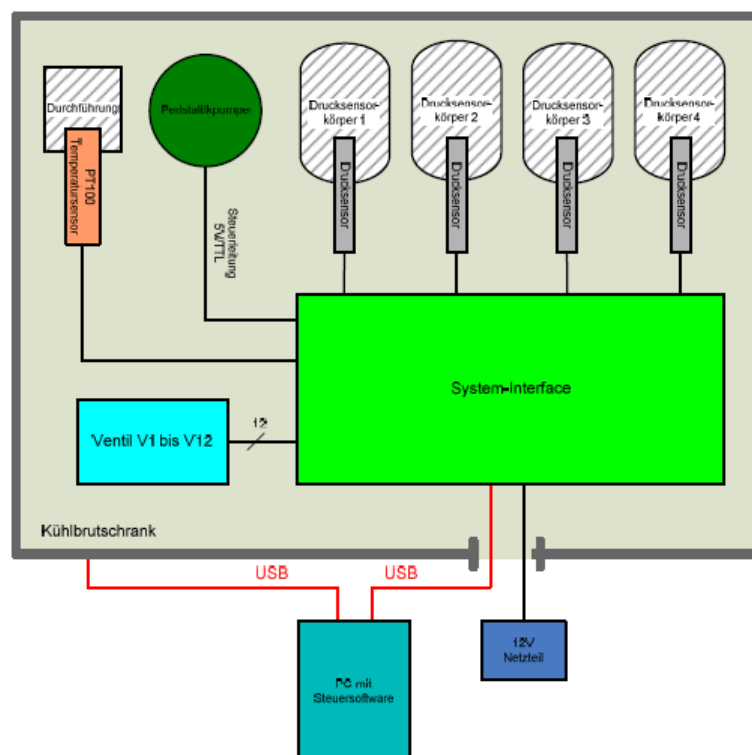 Durchführung
PT100
Temperatursensor
Peristaltikpumpe
Steuerleitung
5V/TTL
Drucksensor-
körper 1
Drucksensor
Drucksensor-
körper 2
Drucksensor
Drucksensor-
körper 3
Drucksensor
Drucksensor-
körper 4
Drucksensor
System-Interface
Ventil V1 bis V12
12
Kühlbrutschrank
USB
USB
PC mit
Steuersoftware
12V
Netzteil